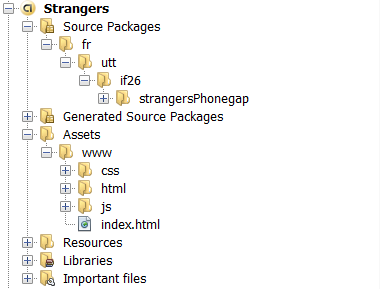 Strangers
Source Packages
fr
utt
if26
strangersPhonegap
Generated Source Packages
Assets
www
css
html
js
index.html
Resources
Libraries
Important files